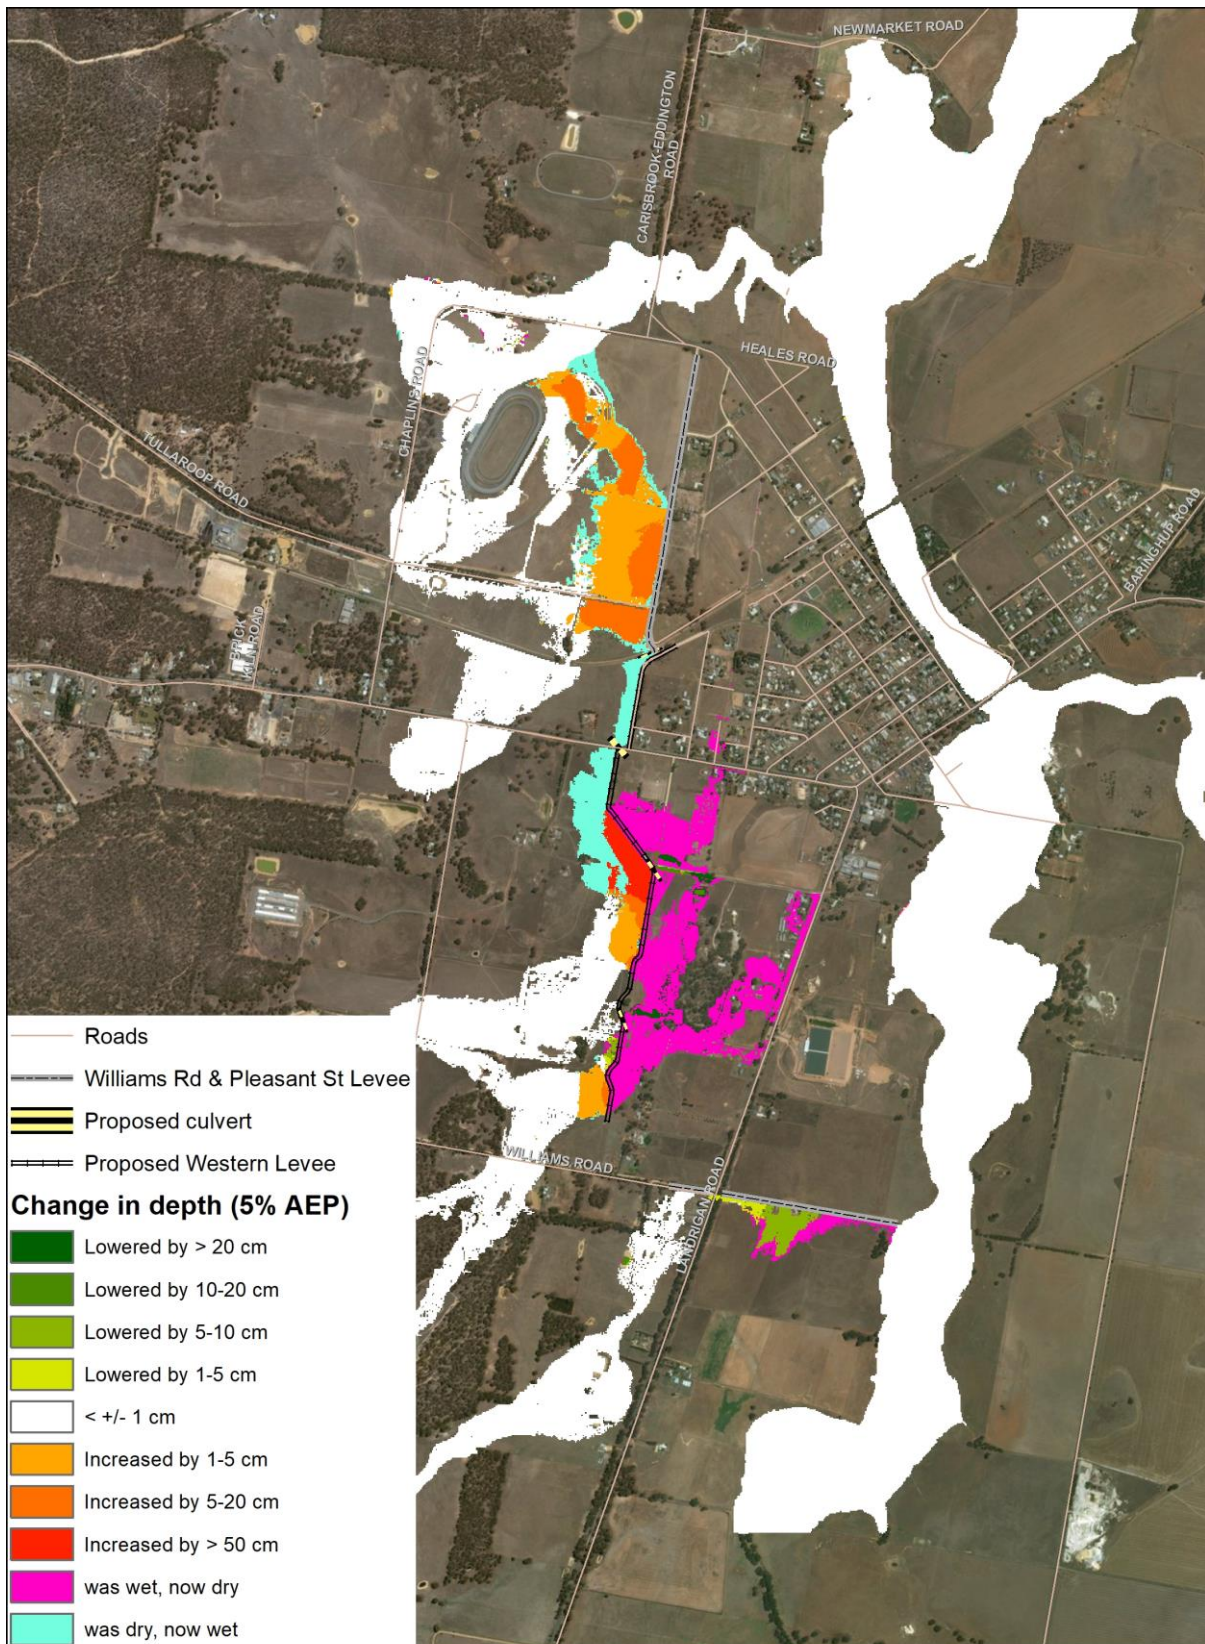 NEWMARKET ROAD
CARISBROOK-EDDINGTON
ROAD
HEALES ROAD
CHAPLINS ROAD
TULLAROOP ROAD
BARINGHUP ROAD
BRICK
KILN ROAD
WILLIAMS ROAD
LANDRIGAN ROAD
Roads
Williams Rd & Pleasant St Levee
Proposed culvert
Proposed Western Levee
Change in depth (5% AEP)
Lowered by > 20 cm
Lowered by 10-20 cm
Lowered by 5-10 cm
Lowered by 1-5 cm
< +/- 1 cm
Increased by 1-5 cm
Increased by 5-20 cm
Increased by > 50 cm
was wet, now dry
was dry, now wet